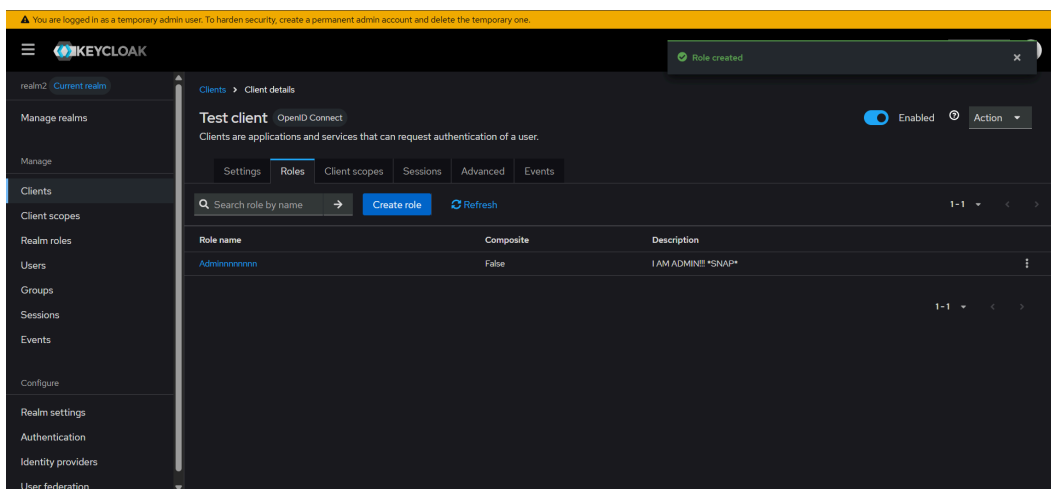 You are logged in as a temporary admin user. To harden security, create a permanent admin account and delete the temporary one.
KEYCLOAK
Role created
realm2 Current realm
Manage realms
Manage
Clients
Client scopes
Realm roles
Users
Groups
Sessions
Events
Configure
Realm settings
Authentication
Identity providers
User federation
Clients > Client details
Test client OpenID Connect
Enabled Action
Clients are applications and services that can request authentication of a user.
Settings Roles Client scopes Sessions Advanced Events
Search role by name Create role Refresh 1-1
Role name Composite Description
Adminnnnnnn False I AM ADMIN!!! *SNAP*
1-1